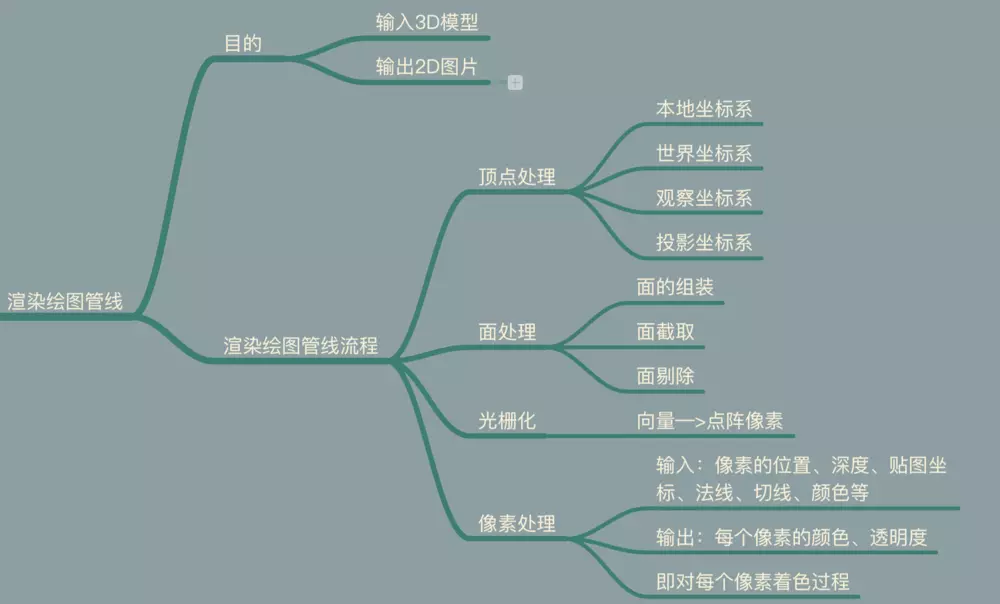 目的
输入3D模型
输出2D图片
渲染绘图管线
渲染绘图管线流程
顶点处理
本地坐标系
世界坐标系
观察坐标系
投影坐标系
面处理
面的组装
面截取
面剔除
光栅化
向量—>点阵像素
像素处理
输入：像素的位置、深度、贴图坐
标、法线、切线、颜色等
输出：每个像素的颜色、透明度
即对每个像素着色过程